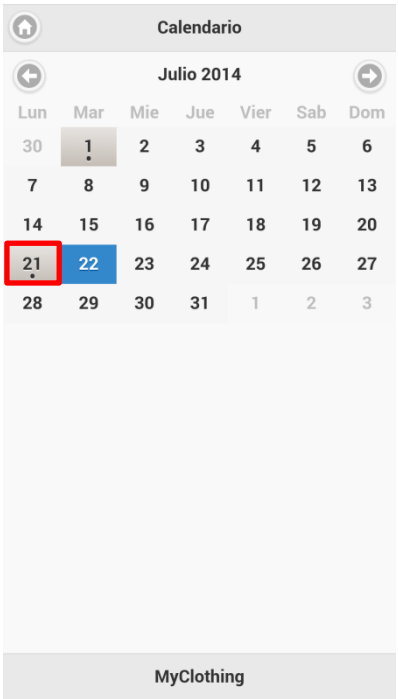 Calendario
Julio 2014
Lun Mar Mie Jue Vier Sab Dom
30 1 2 3 4 5 6
7 8 9 10 11 12 13
14 15 16 17 18 19 20
21 22 23 24 25 26 27
28 29 30 31 1 2 3
MyClothing